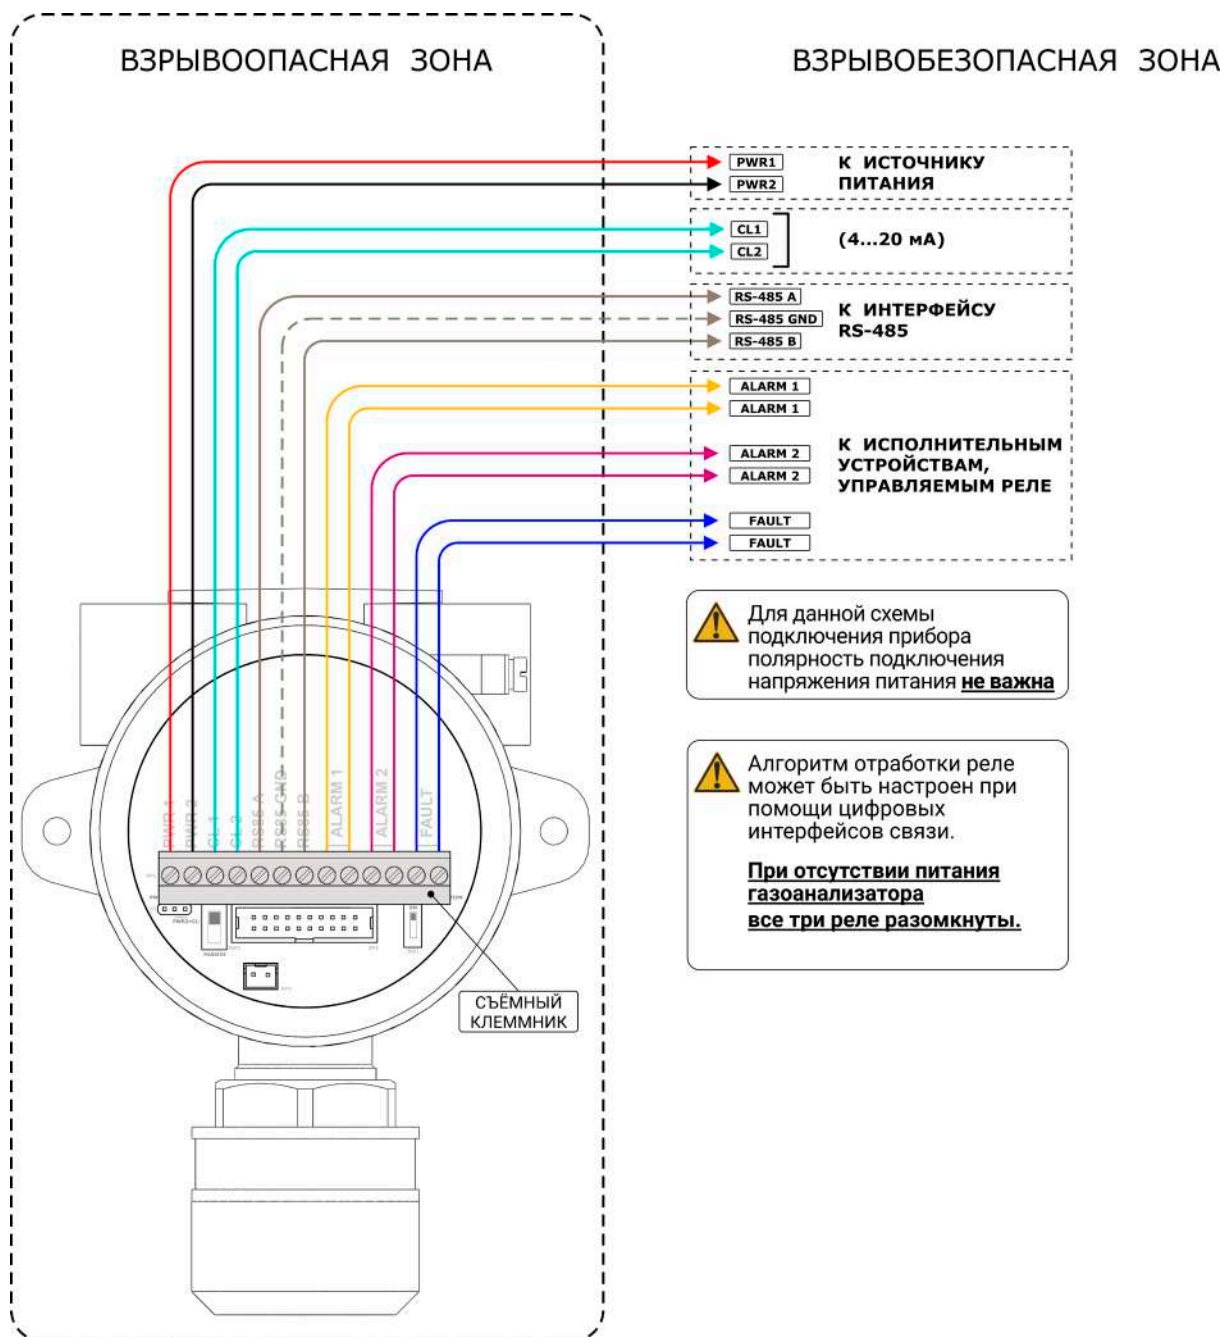 ВЗРЫВООПАСНАЯ ЗОНА
ВЗРЫВОБЕЗОПАСНАЯ ЗОНА
PWR1
PWR2
К ИСТОЧНИКУ
ПИТАНИЯ
CL1
CL2
(4...20 мА)
RS-485 A
RS-485 GND
RS-485 B
К ИНТЕРФЕЙСУ
RS-485
ALARM 1
ALARM 1
ALARM 2
ALARM 2
FAULT
FAULT
К ИСПОЛНИТЕЛЬНЫМ
УСТРОЙСТВАМ,
УПРАВЛЯЕМЫМ РЕЛЕ
Для данной схемы
подключения прибора
полярность подключения
напряжения питания не важна
Алгоритм отработки реле
может быть настроен при
помощи цифровых
интерфейсов связи.
При отсутствии питания
газоанализатора
все три реле разомкнуты.
PWR 1
PWR 2
CL 1
CL 2
RS85 A
RS85 GND
RS85 B
ALARM 1
ALARM 2
FAULT
СЪЁМНЫЙ
КЛЕММНИК